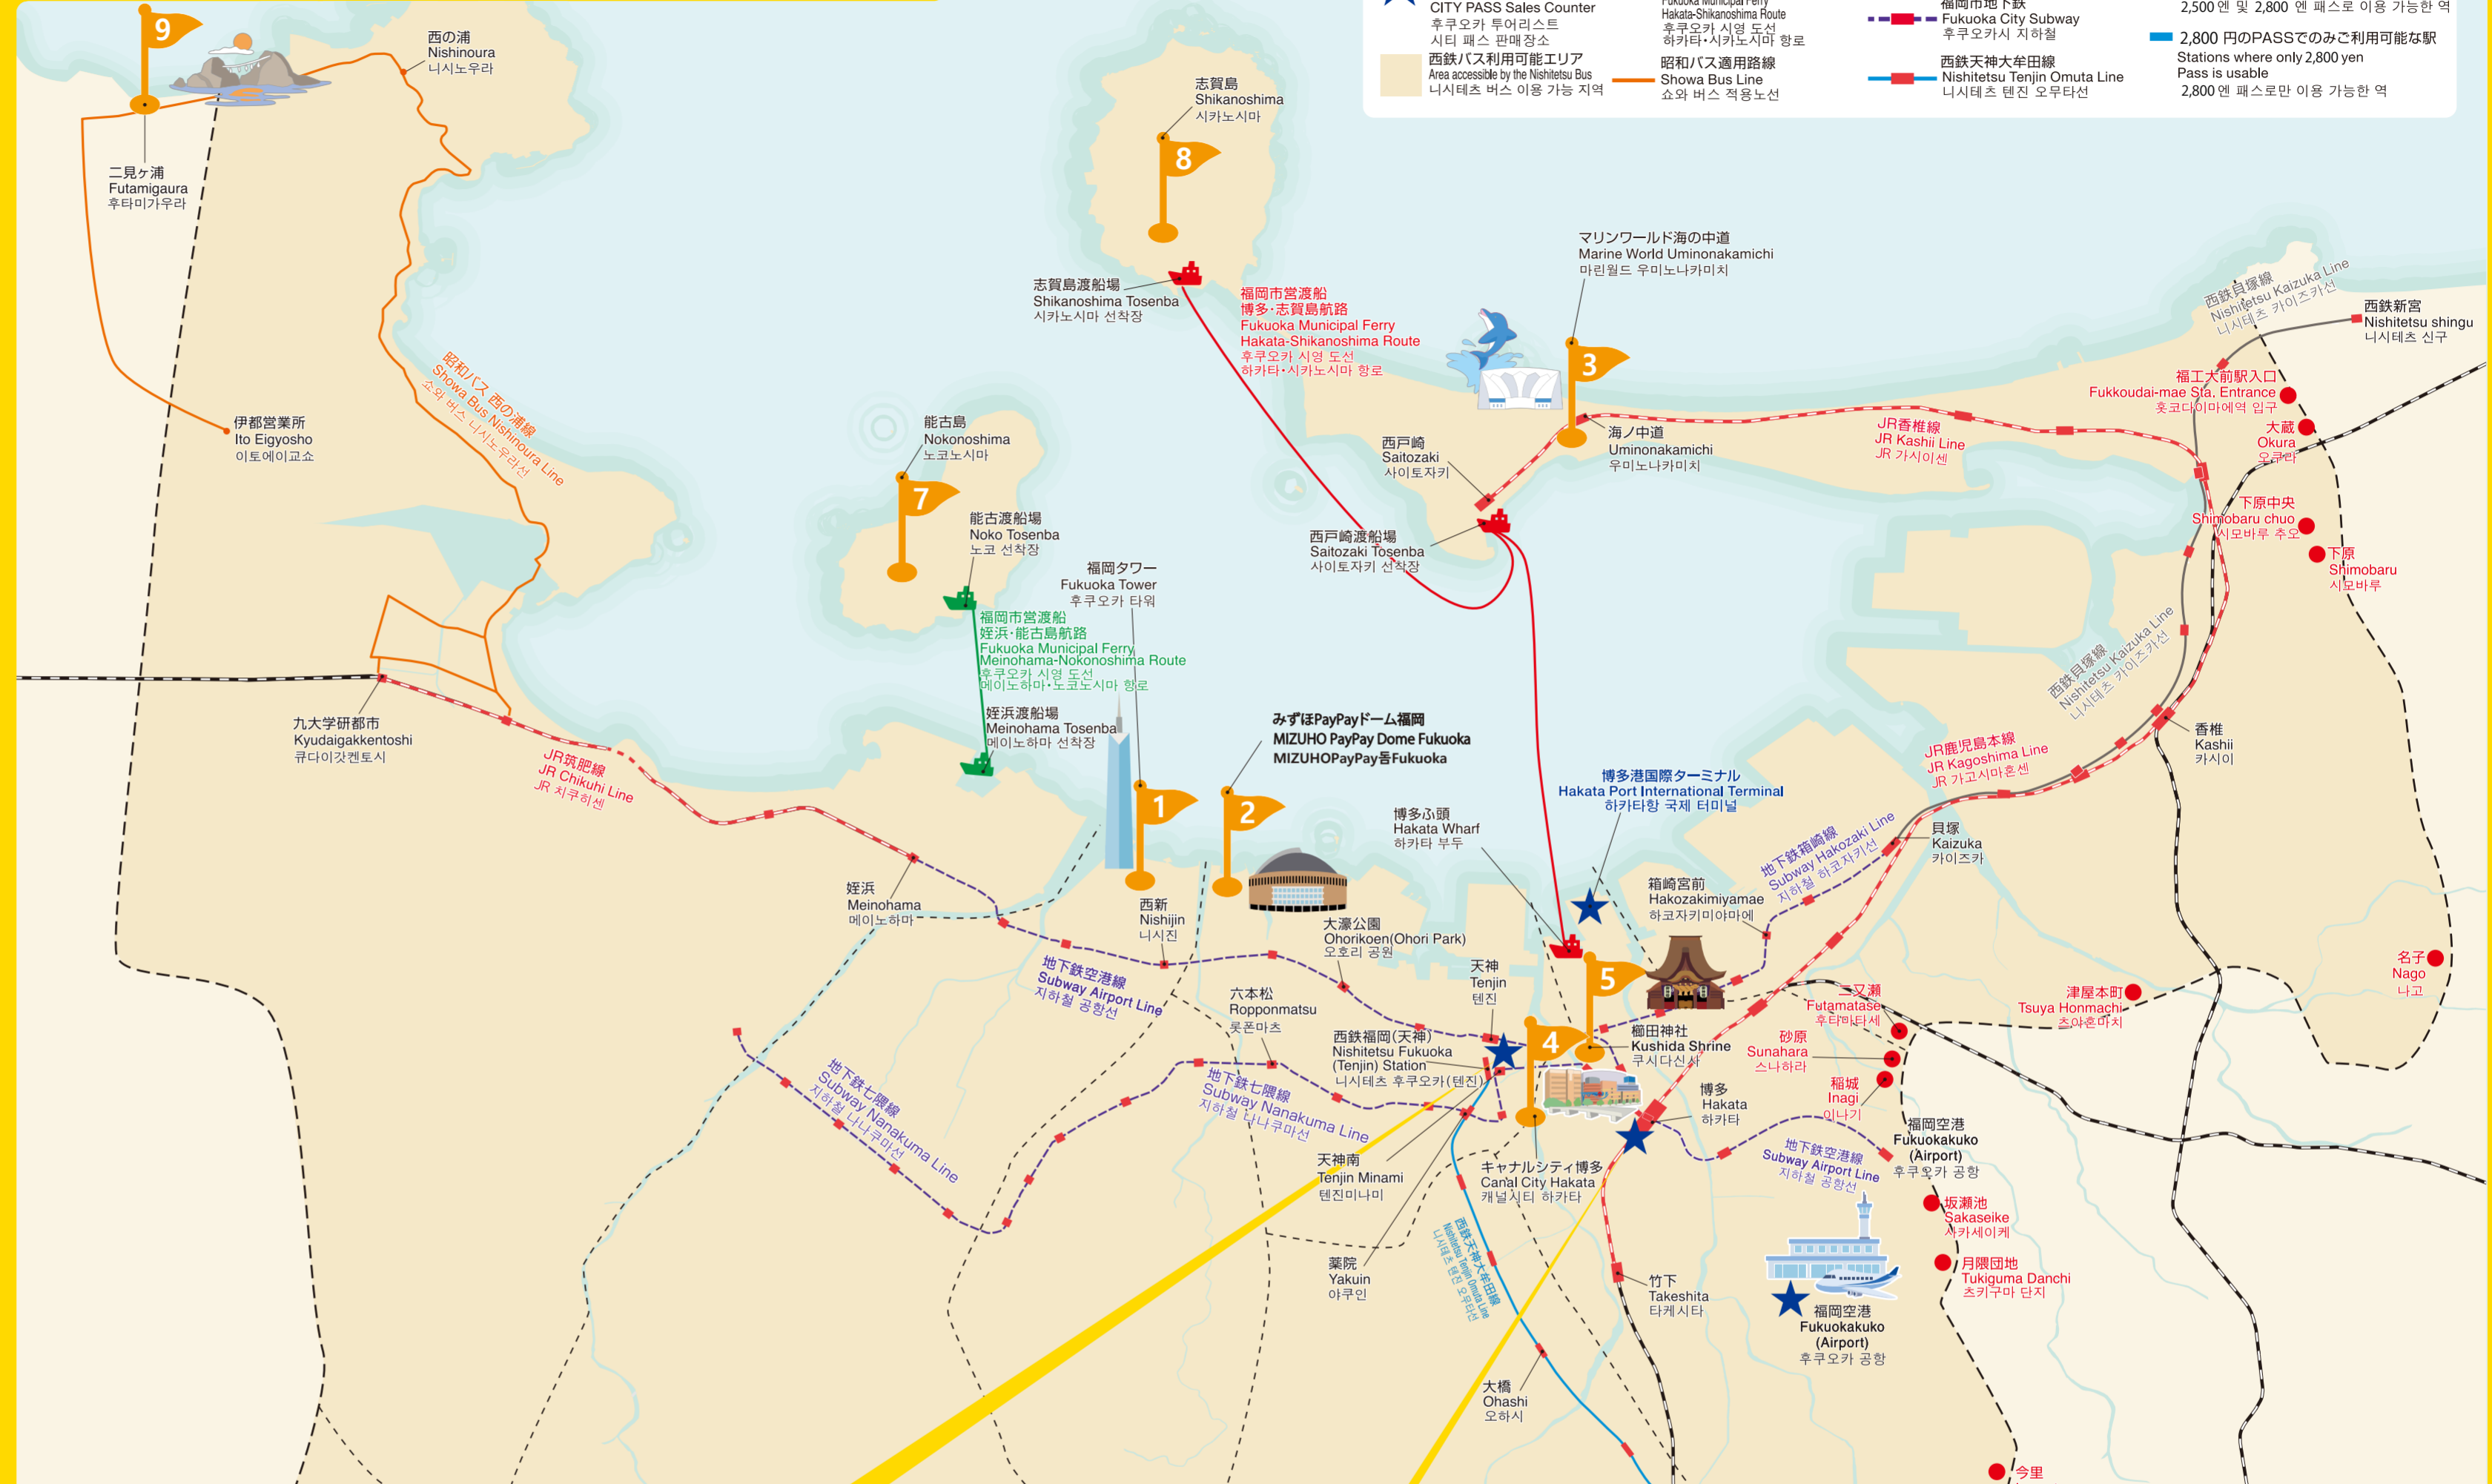 CITY PASS Sales Counter
후쿠오카 투어리스트
시티 패스 판매장소
西鉄バス利用可能エリア
Area accessible by the Nishitetsu Bus
니시테츠 버스 이용 가능 지역
Fukuoka Municipal Ferry
Hakata-Shikanoshima Route
후쿠오카 시영 도선
하카타・시카노시마 항로
昭和バス適用路線
Showa Bus Line
쇼와 버스 적용노선
福岡市地下鉄
Fukuoka City Subway
후쿠오카시 지하철
西鉄天神大牟田線
Nishitetsu Tenjin Omuta Line
니시테츠 텐진 오무타선
2,500 엔 및 2,800 엔 패스로 이용 가능한 역
2,800 円のPASSでのみご利用可能な駅
Stations where only 2,800 yen
Pass is usable
2,800 엔 패스로만 이용 가능한 역
9
西の浦
Nishinoura
니시노우라
二見ヶ浦
Futamigaura
후타미가우라
志賀島
Shikanoshima
시카노시마
8
志賀島渡船場
Shikanoshima Tosenba
시카노시마 선착장
福岡市営渡船
博多・志賀島航路
Fukuoka Municipal Ferry
Hakata-Shikanoshima Route
후쿠오카 시영 도선
하카타・시카노시마 항로
マリンワールド海の中道
Marine World Uminonakamichi
마린월드 우미노나카미치
3
西鉄貝塚線
Nishitetsu Kaizuka Line
니시테츠 카이즈카선
西鉄新宮
Nishitetsu shingu
니시테츠 신구
福工大前駅入口
Fukkoudai-mae Sta. Entrance
훗코다이마에역 입구
大蔵
Okura
오쿠라
昭和バス 西の浦線
Showa Bus Nishinoura Line
쇼와 버스 니시노우라선
伊都営業所
Ito Eigyosho
이토에이교쇼
能古島
Nokonoshima
노코노시마
7
西戸崎
Saitozaki
사이토자키
海ノ中道
Uminonakamichi
우미노나카미치
JR香椎線
JR Kashii Line
JR 가시이센
下原中央
Shimobaru chuo
시모바루 추오
下原
Shimobaru
시모바루
能古渡船場
Noko Tosenba
노코 선착장
西戸崎渡船場
Saitozaki Tosenba
사이토자키 선착장
福岡タワー
Fukuoka Tower
후쿠오카 타워
福岡市営渡船
姪浜・能古島航路
Fukuoka Municipal Ferry
Meinohama-Nokonoshima Route
후쿠오카 시영 도선
메이노하마・노코노시마 항로
西鉄貝塚線
Nishitetsu Kaizuka Line
니시테츠 카이즈카선
九大学研都市
Kyudaigakkentoshi
큐다이갓켄토시
JR筑肥線
JR Chikuhi Line
JR 치쿠히센
姪浜渡船場
Meinohama Tosenba
메이노하마 선착장
みずほPayPayドーム福岡
MIZUHO PayPay Dome Fukuoka
MIZUHOPayPay돔Fukuoka
香椎
Kashii
카시이
JR鹿児島本線
JR Kagoshima Line
JR 가고시마혼센
博多港国際ターミナル
Hakata Port International Terminal
하카타항 국제 터미널
1
2
博多ふ頭
Hakata Wharf
하카타 부두
貝塚
Kaizuka
카이즈카
地下鉄箱崎線
Subway Hakozaki Line
지하철 하코자키선
姪浜
Meinohama
메이노하마
西新
Nishijin
니시진
箱崎宮前
Hakozakimiyamae
하코자키미야마에
大濠公園
Ohorikoen(Ohori Park)
오호리 공원
地下鉄空港線
Subway Airport Line
지하철 공항선
天神
Tenjin
텐진
5
名子
Nago
나고
六本松
Ropponmatsu
롯폰마츠
二又瀬
Futamatase
후타마타세
津屋本町
Tsuya Honmachi
츠야혼마치
西鉄福岡(天神)
Nishitetsu Fukuoka
(Tenjin) Station
니시테츠 후쿠오카(텐진)
4
櫛田神社
Kushida Shrine
쿠시다신사
砂原
Sunahara
스나하라
地下鉄七隈線
Subway Nanakuma Line
지하철 나나쿠마선
地下鉄七隈線
Subway Nanakuma Line
지하철 나나쿠마선
稲城
Inagi
이나기
博多
Hakata
하카타
福岡空港
Fukuokakuko
(Airport)
후쿠오카 공항
地下鉄空港線
Subway Airport Line
지하철 공항선
天神南
Tenjin Minami
텐진미나미
キャナルシティ博多
Canal City Hakata
캐널시티 하카타
坂瀬池
Sakaseike
사카세이케
西鉄天神大牟田線
Nishitetsu Tenjin Omuta Line
니시테츠 텐진 오무타선
薬院
Yakuin
야쿠인
竹下
Takeshita
타케시타
月隈団地
Tukiguma Danchi
츠키구마 단지
福岡空港
Fukuokakuko
(Airport)
후쿠오카 공항
大橋
Ohashi
오하시
今里